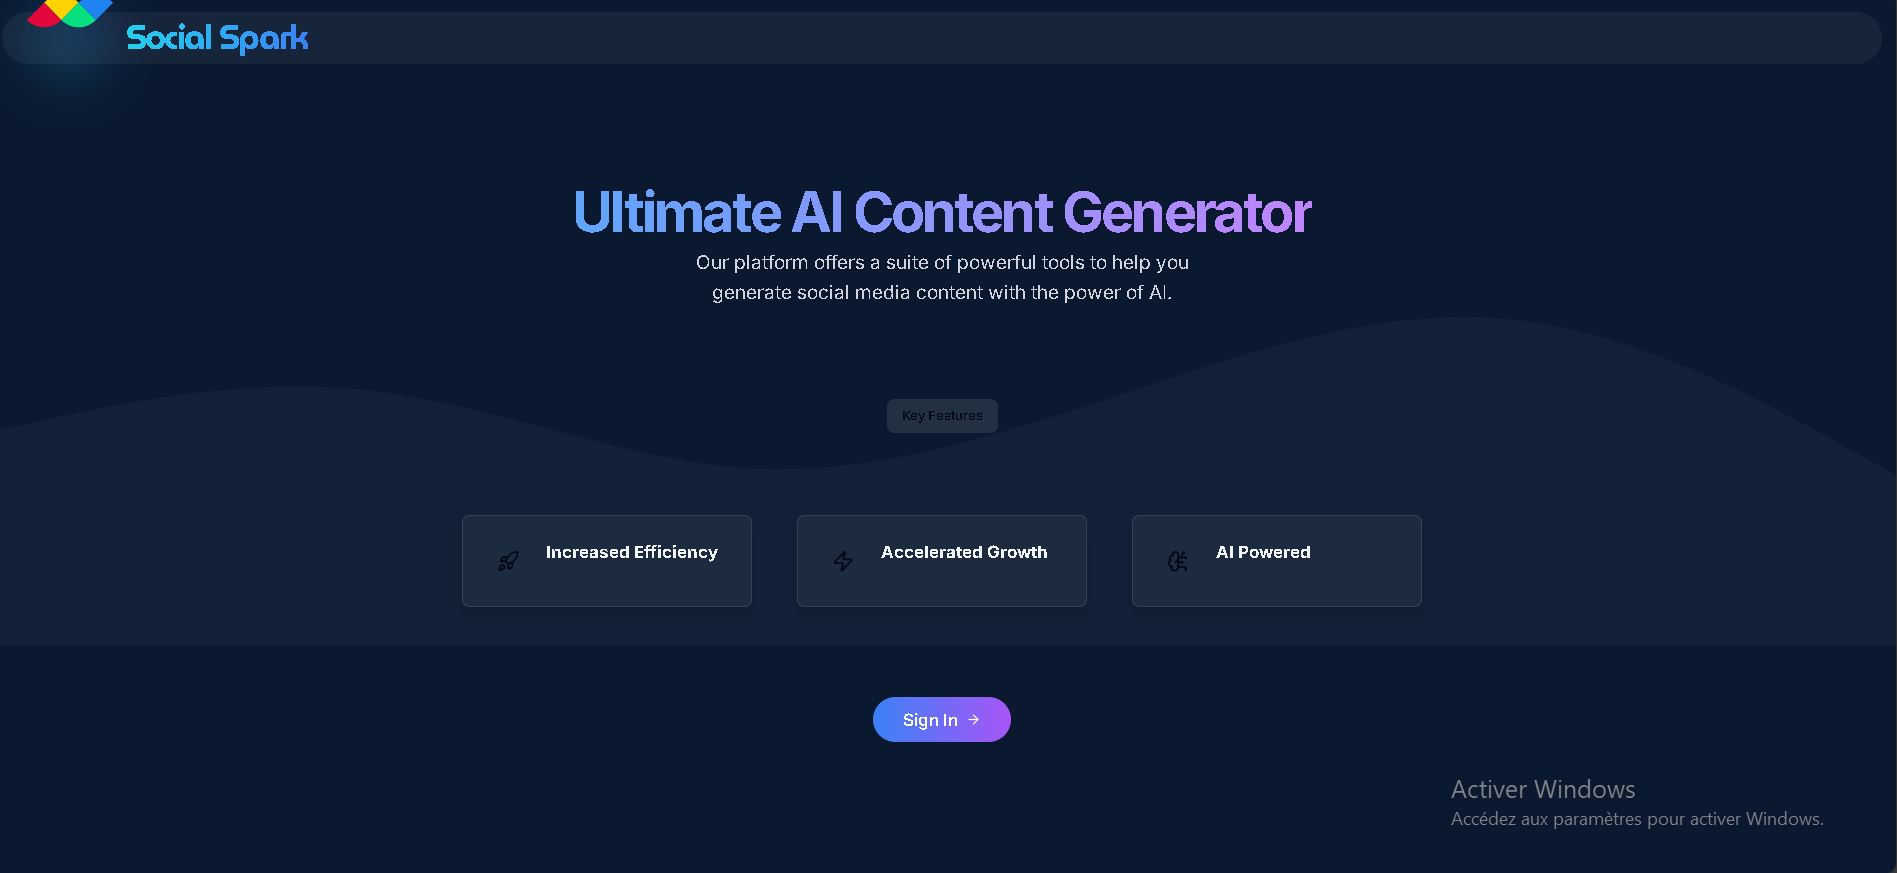 Social Spark
Ultimate AI Content Generator
Our platform offers a suite of powerful tools to help you
generate social media content with the power of AI.
Key Features
Increased Efficiency
Accelerated Growth
AI Powered
Sign In
Activer Windows
Accédez aux paramètres pour activer Windows.